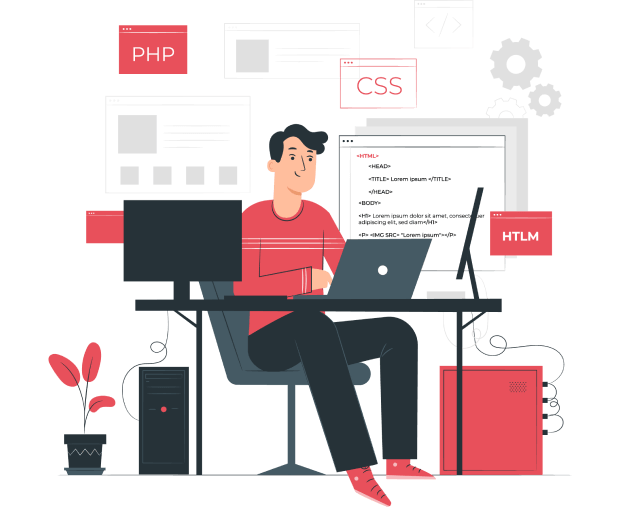 PHP
</>
CSS
<HTML>
<HEAD>
<TITLE> Lorem ipsum </TITLE>
</HEAD>
<BODY>
<H1> Lorem ipsum dolor sit amet, consectetuer
adipiscing elit, sed diam</H1>
<P> <IMG SRC= "Lorem ipsum"></P>
HTLM